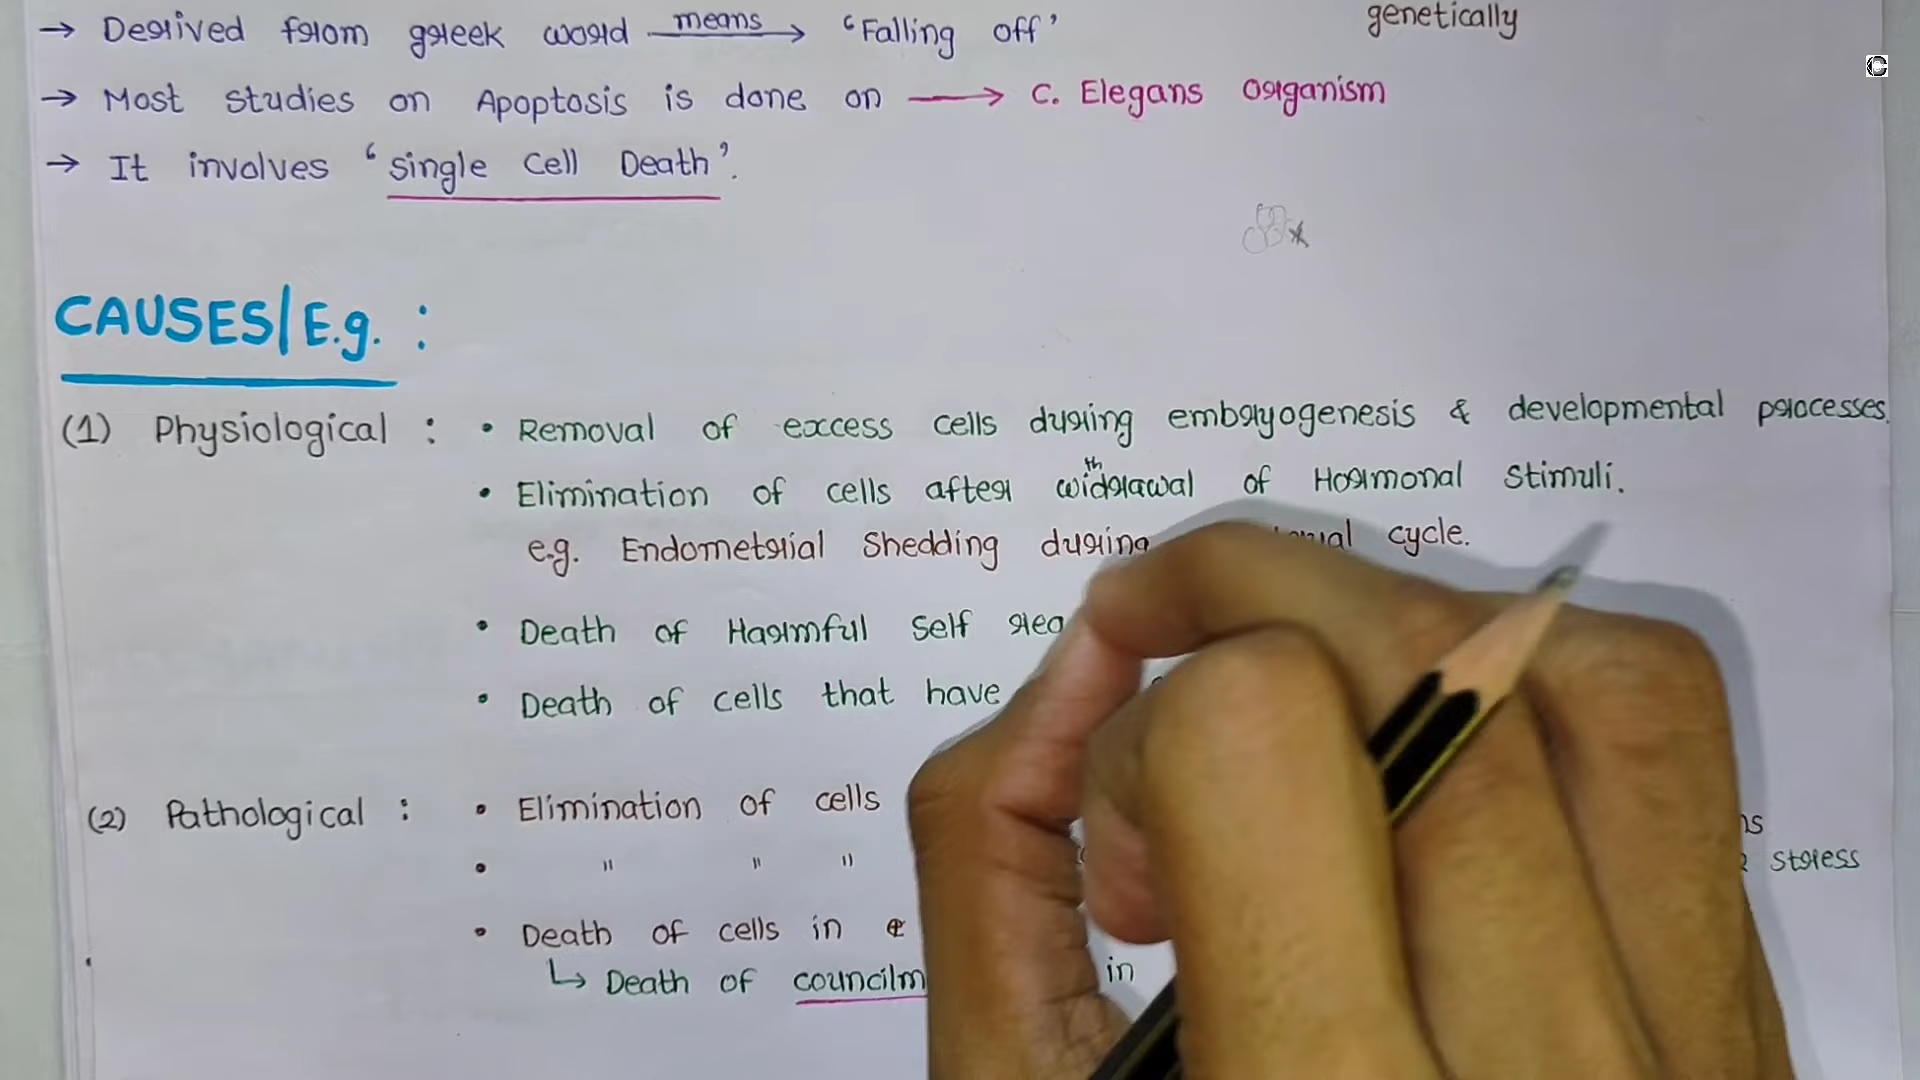 genetically
→ Derived from greek word means → 'Falling off'
→ Most studies on Apoptosis is done on → C. Elegans Organism
→ It involves 'Single Cell Death'.
CAUSES/E.g. :
(1) Physiological : • Removal of excess cells during embryogenesis & developmental processes.
th
• Elimination of cells after widrawal of Hormonal Stimuli.
e.g. Endometrial Shedding during cycle.
• Death of Harmful Self
• Death of cells that have
(2) Pathological : • Elimination of cells
• " " " stress
• Death of cells in
↳ Death of in